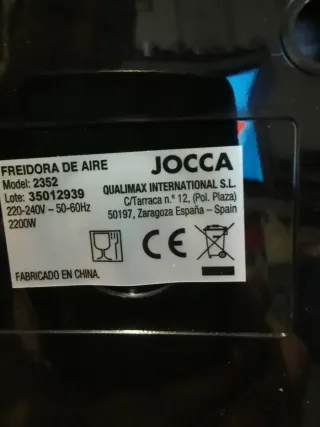 FREIDORA DE AIRE
Model: 2352
Lote: 35012939
220-240V ~ 50-60Hz
2200W
JOCCA
QUALIMAX INTERNATIONAL S.L.
C/Tarraca n.º 12, (Pol. Plaza)
50197, Zaragoza España – Spain
CE
FABRICADO EN CHINA.